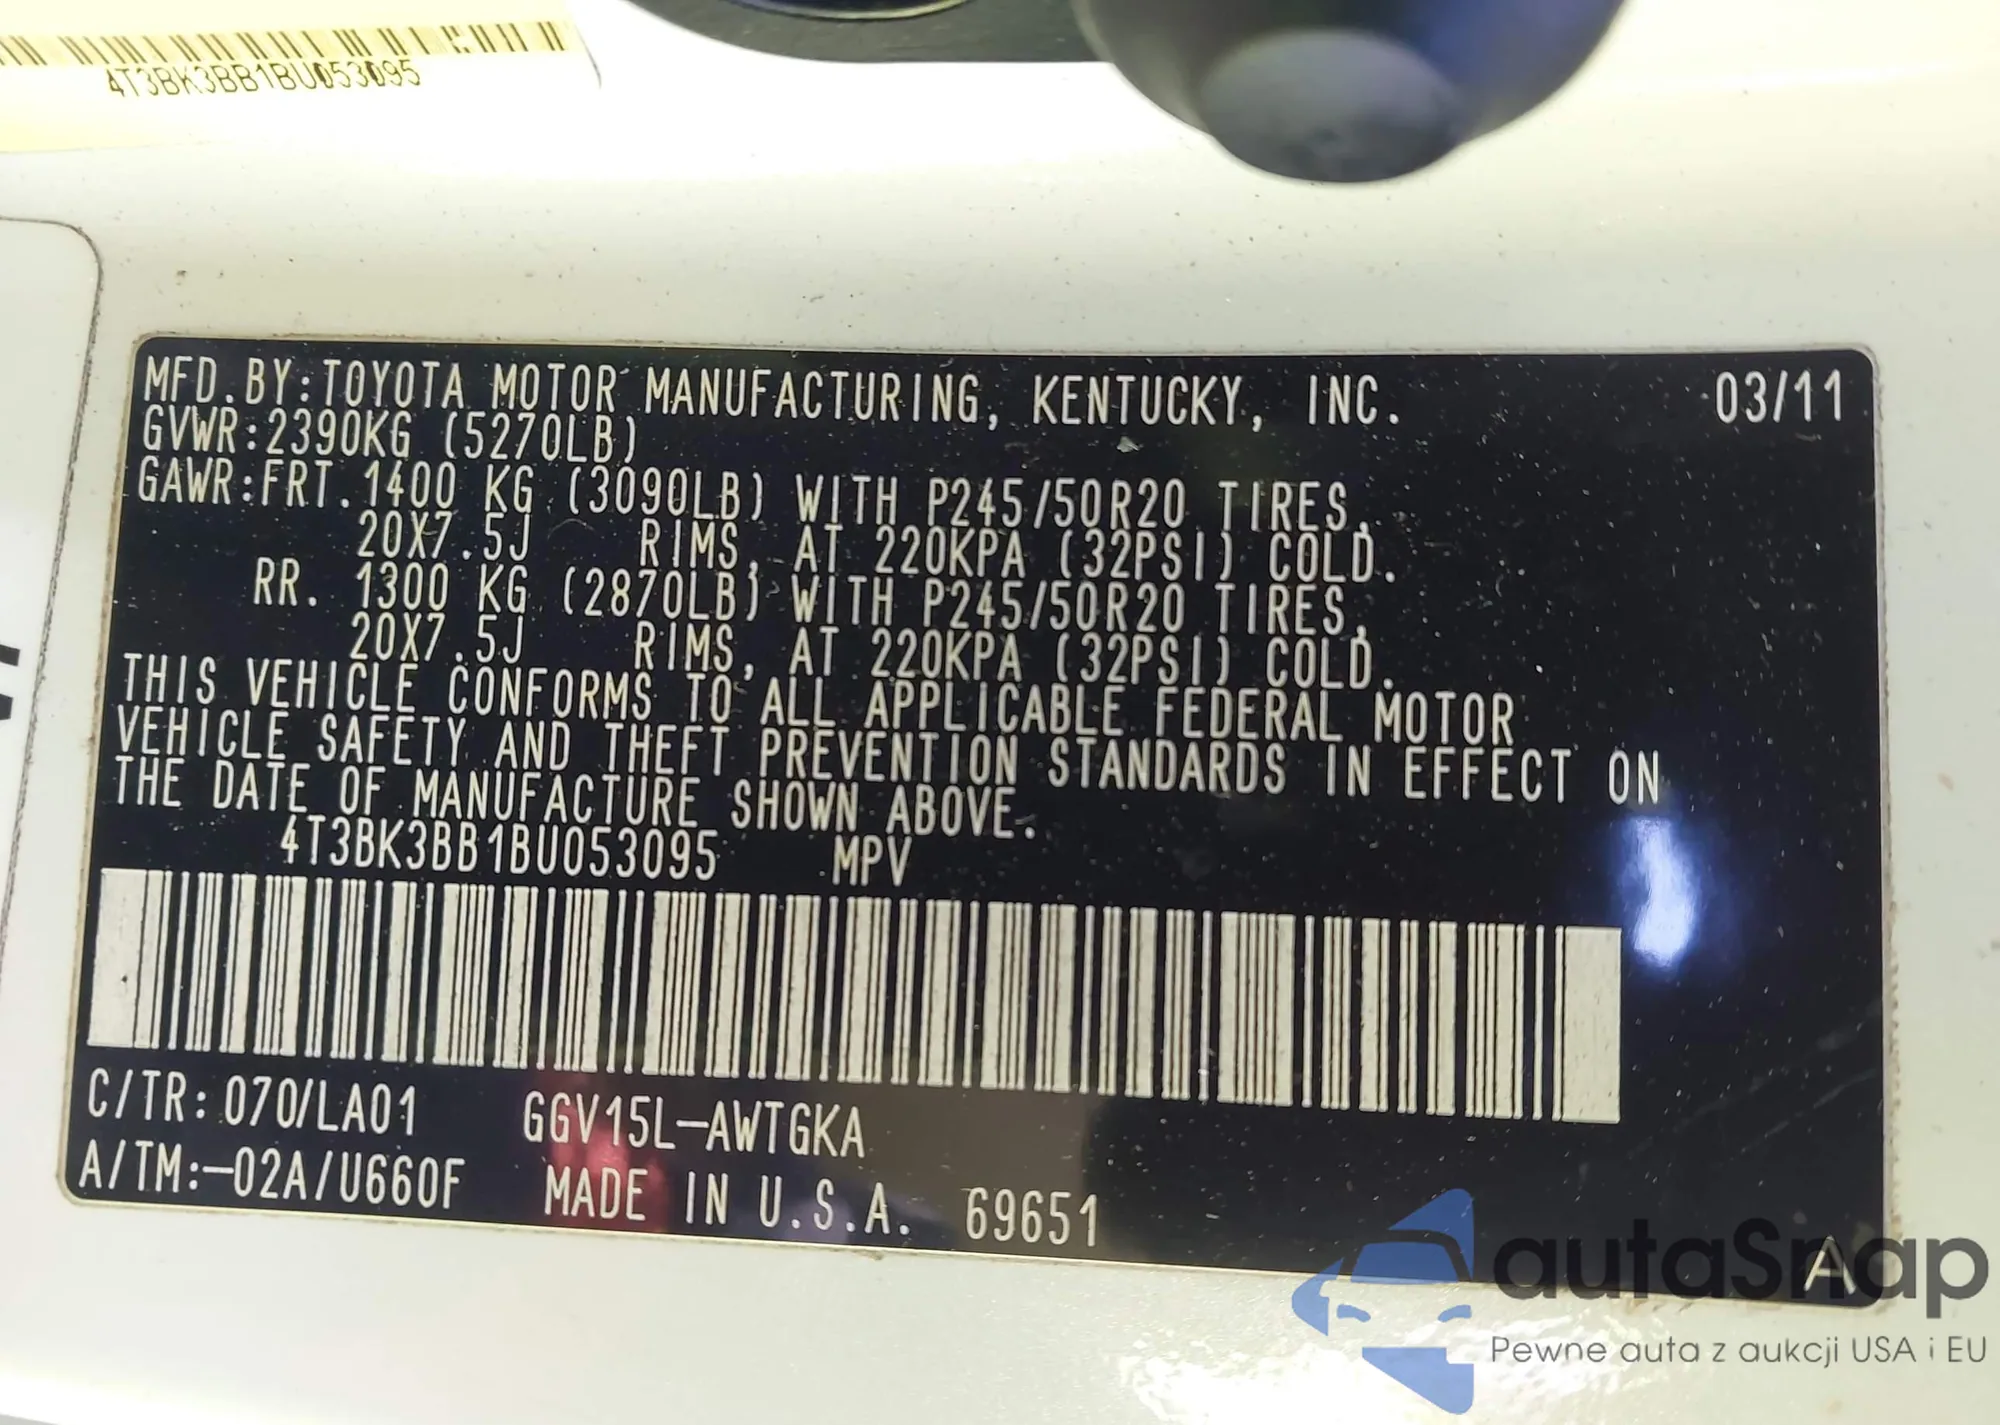 4T3BK3BB1BU053095
MFD.BY:TOYOTA MOTOR MANUFACTURING, KENTUCKY, INC. 03/11
GVWR:2390KG (5270LB)
GAWR:FRT.1400 KG (3090LB) WITH P245/50R20 TIRES,
20X7.5J RIMS, AT 220KPA (32PSI) COLD.
RR. 1300 KG (2870LB) WITH P245/50R20 TIRES,
20X7.5J RIMS, AT 220KPA (32PSI) COLD.
THIS VEHICLE CONFORMS TO ALL APPLICABLE FEDERAL MOTOR
VEHICLE SAFETY AND THEFT PREVENTION STANDARDS IN EFFECT ON
THE DATE OF MANUFACTURE SHOWN ABOVE.
4T3BK3BB1BU053095 MPV
C/TR:070/LA01 GGV15L-AWTGKA
A/TM:-02A/U660F MADE IN U.S.A. 69651
A
autaSnap
Pewne auta z aukcji USA i EU